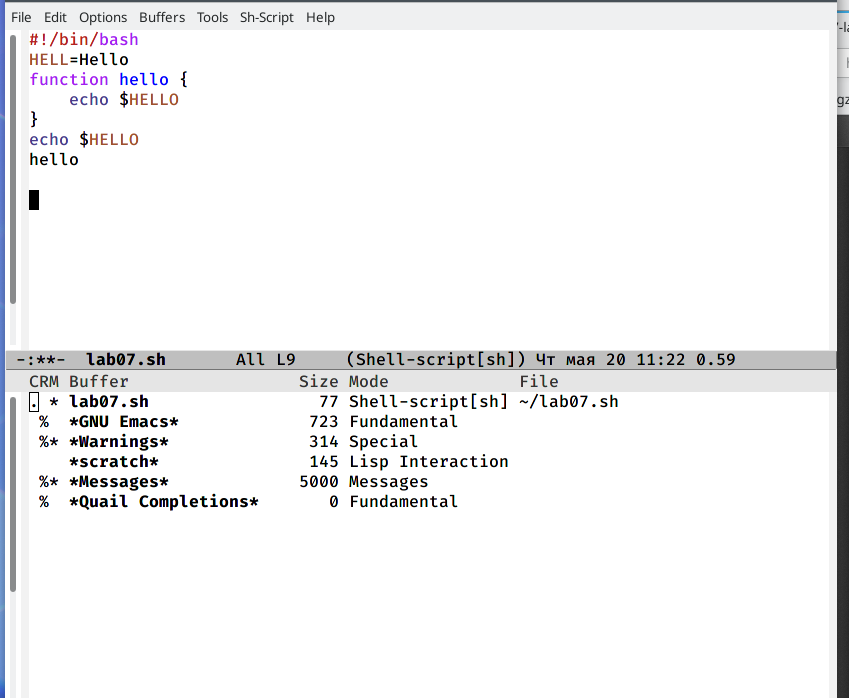 File Edit Options Buffers Tools Sh-Script Help
#!/bin/bash
HELL=Hello
function hello {
    echo $HELLO
}
echo $HELLO
hello
-:**-  lab07.sh       All L9     (Shell-script[sh]) Чт мая 20 11:22 0.59
CRM Buffer                 Size Mode             File
. * lab07.sh                 77 Shell-script[sh] ~/lab07.sh
 %  *GNU Emacs*             723 Fundamental
 %* *Warnings*              314 Special
    *scratch*               145 Lisp Interaction
 %* *Messages*             5000 Messages
 %  *Quail Completions*       0 Fundamental